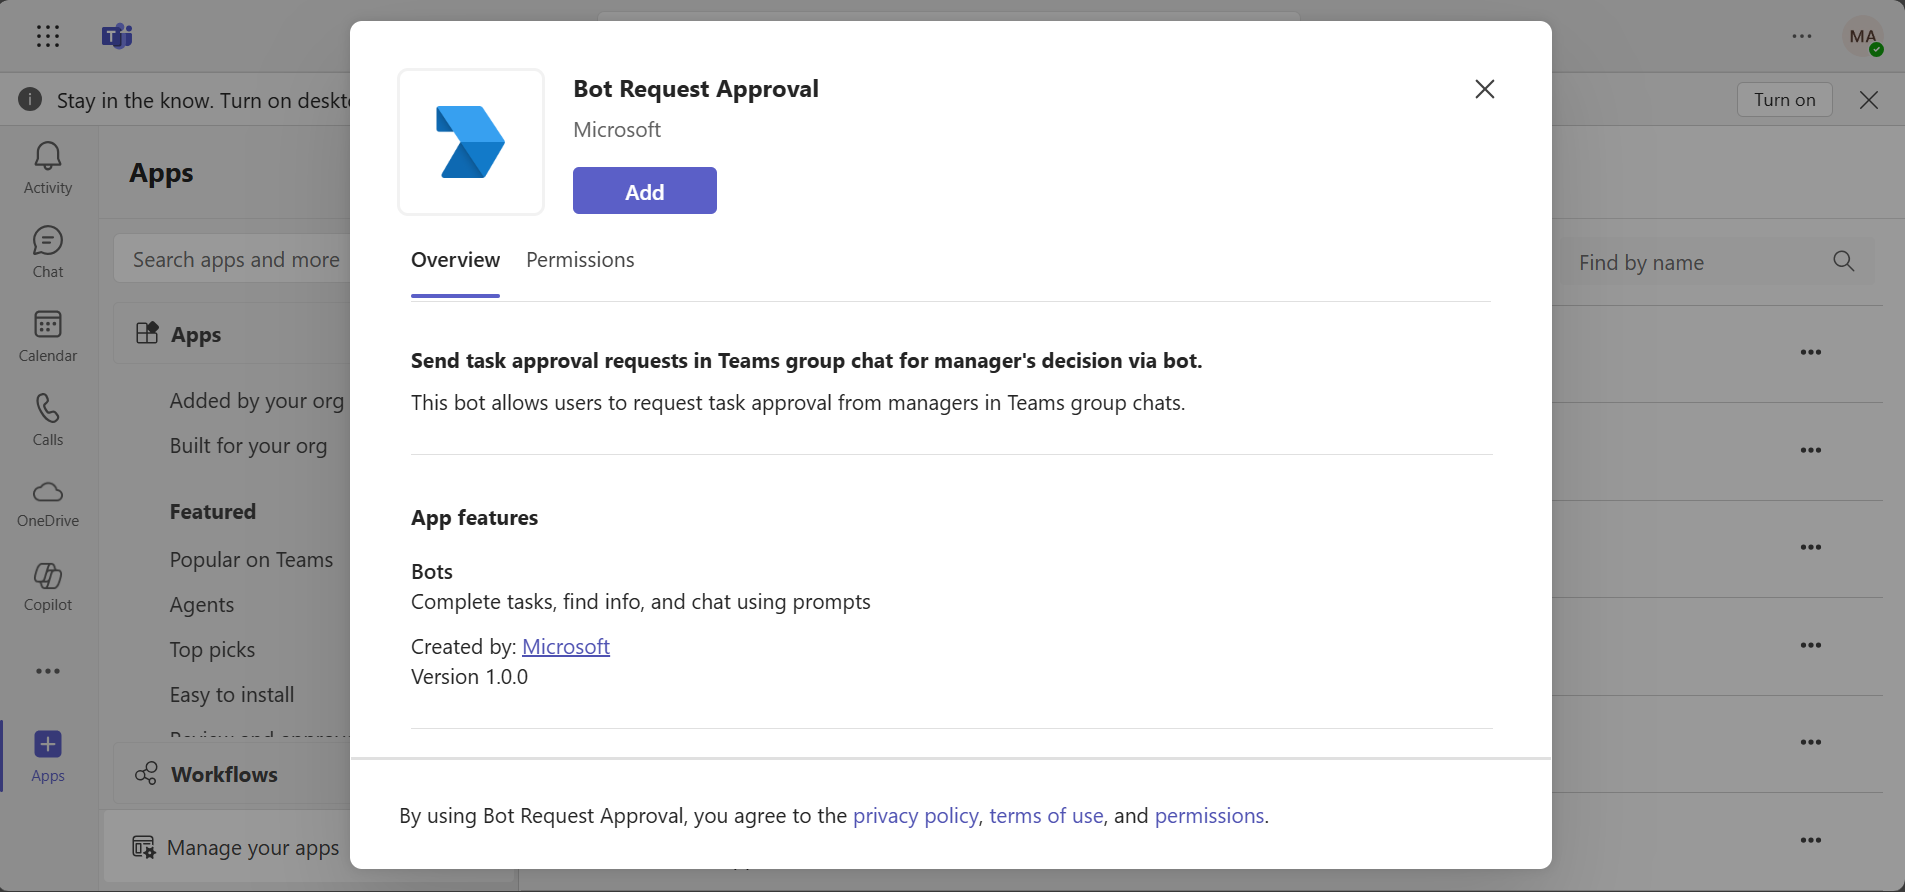 MA
Stay in the know. Turn on
Turn on
Activity
Chat
Calendar
Calls
OneDrive
Copilot
Apps
Apps
Search apps and more
Apps
Added by your org
Built for your org
Featured
Popular on Teams
Agents
Top picks
Easy to install
Workflows
Manage your apps
Find by name
Bot Request Approval
Microsoft
Add
Overview Permissions
Send task approval requests in Teams group chat for manager's decision via bot.
This bot allows users to request task approval from managers in Teams group chats.
App features
Bots
Complete tasks, find info, and chat using prompts
Created by: Microsoft
Version 1.0.0
By using Bot Request Approval, you agree to the privacy policy, terms of use, and permissions.